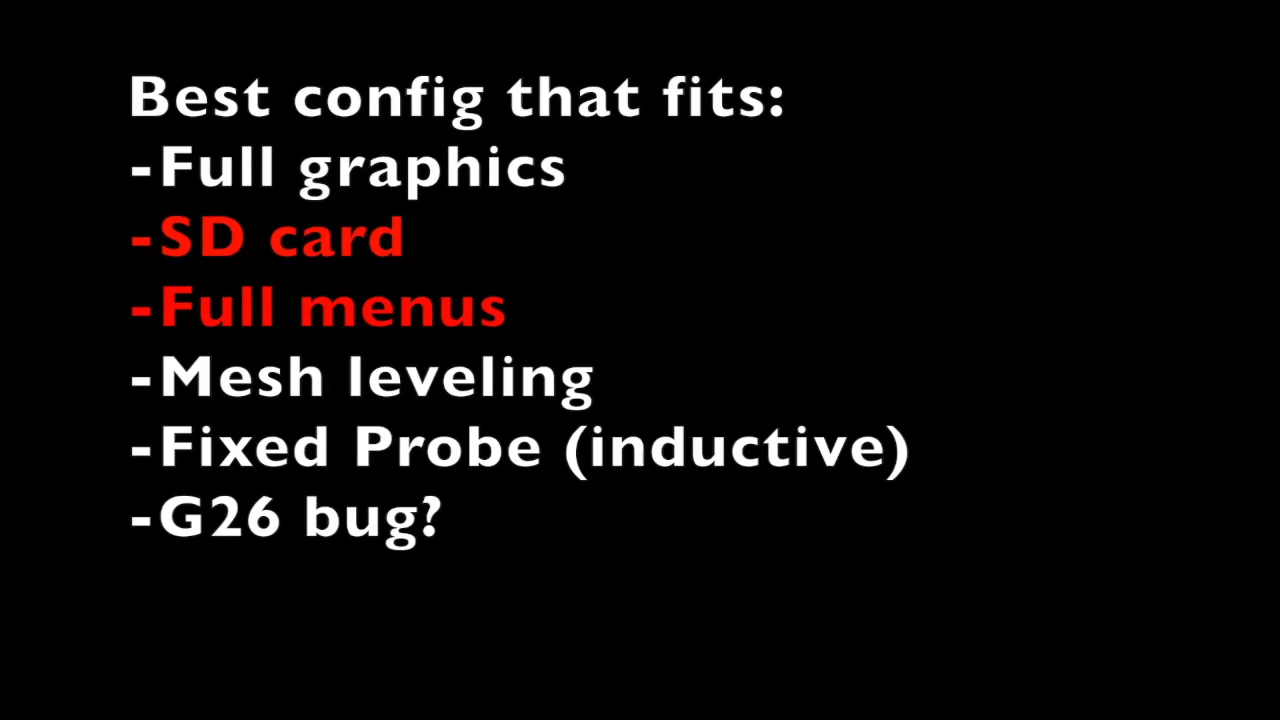 Best config that fits:
-Full graphics
-SD card
-Full menus
-Mesh leveling
-Fixed Probe (inductive)
-G26 bug?